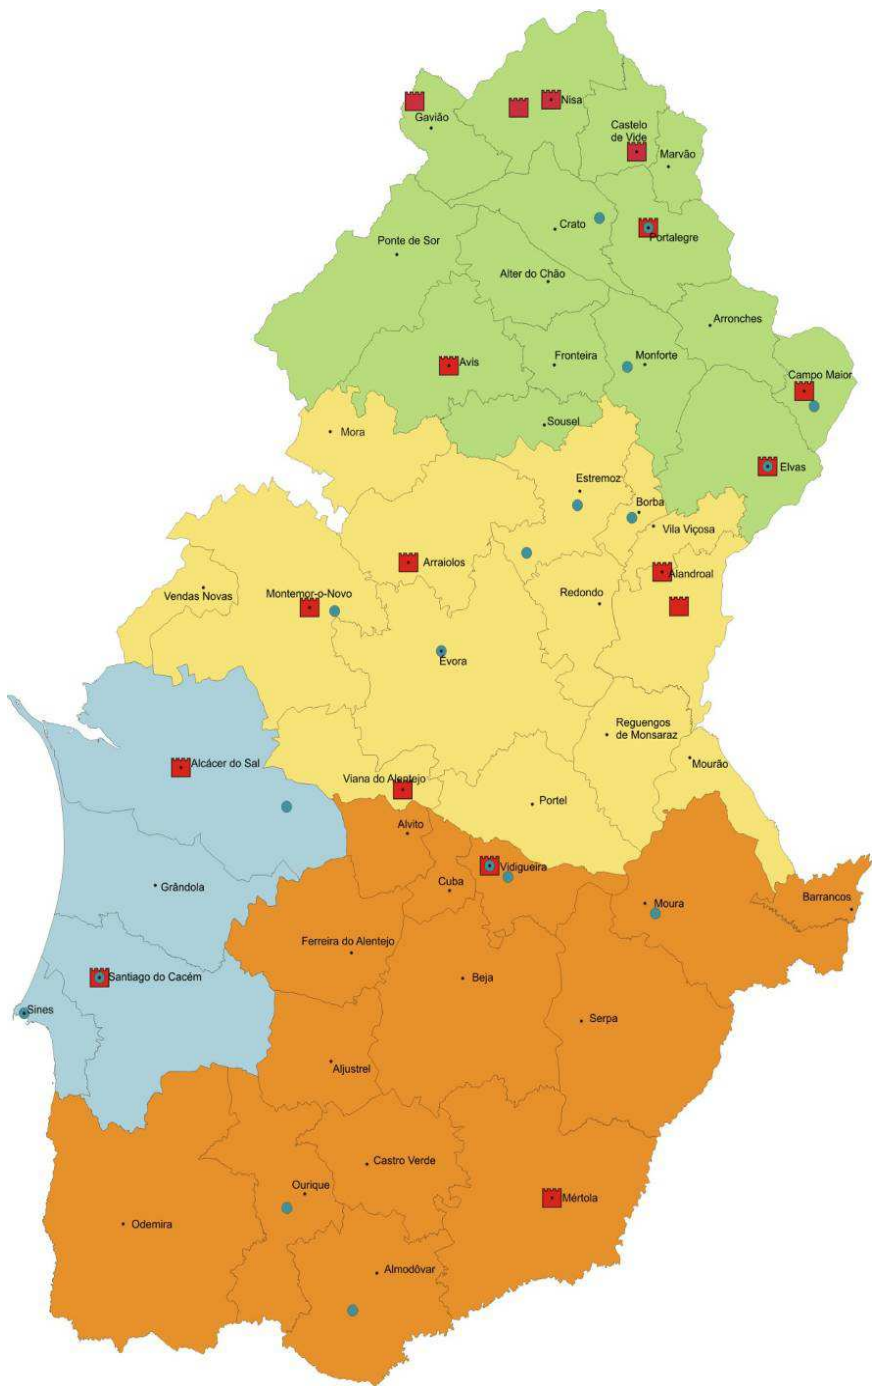 Nisa
Gavião
Castelo
de Vide
Marvão
Crato
Portalegre
Ponte de Sor
Alter do Chão
Arronches
Fronteira
Monforte
Avis
Campo Maior
Sousel
Mora
Elvas
Estremoz
Borba
Vila Viçosa
Arraiolos
Alandroal
Vendas Novas
Montemor-o-Novo
Redondo
Évora
Reguengos
de Monsaraz
Mourão
Alcácer do Sal
Viana do Alentejo
Portel
Alvito
Vidigueira
Cuba
Grândola
Moura
Barrancos
Ferreira do Alentejo
Santiago do Cacém
Beja
Sines
Serpa
Aljustrel
Castro Verde
Ourique
Mértola
Odemira
Almodôvar